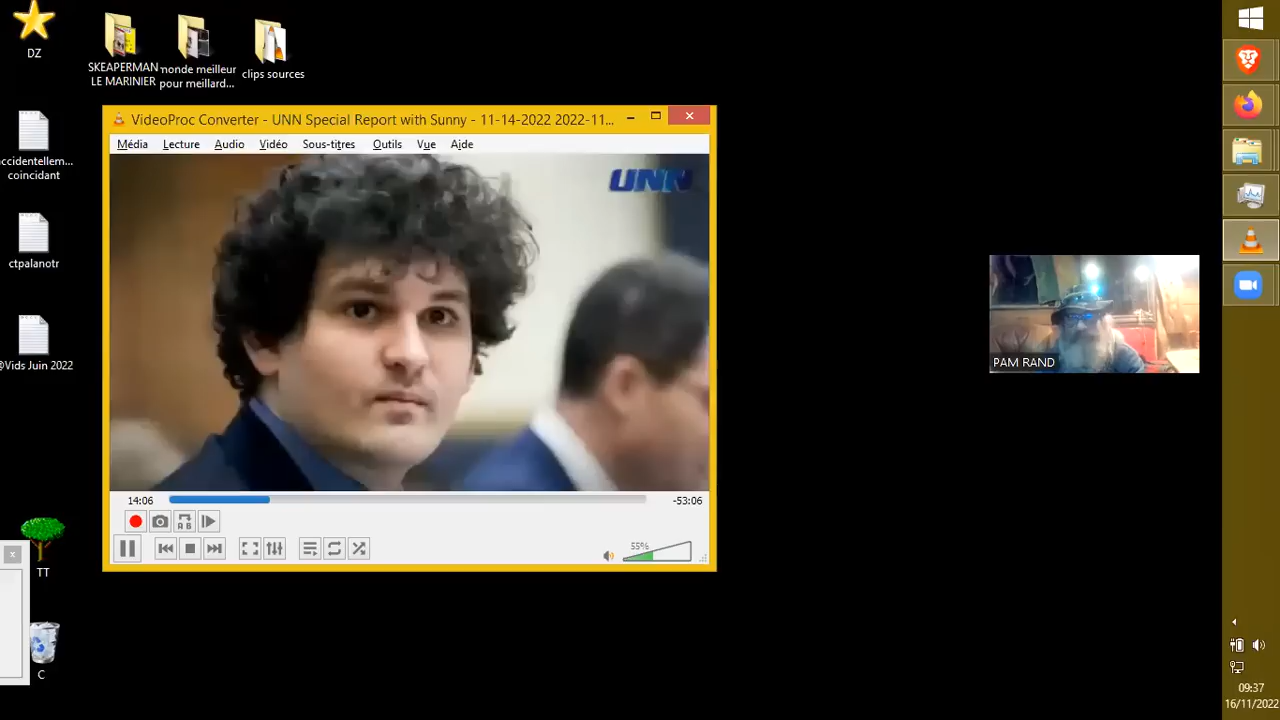 DZ
SKEAPERMAN
LE MARINIER
monde meilleur
pour meillard...
clips sources
ccidentellem...
coincidant
ctpalanotr
@Vids Juin 2022
TT
C
VideoProc Converter - UNN Special Report with Sunny - 11-14-2022 2022-11...
Média Lecture Audio Vidéo Sous-titres Outils Vue Aide
UNN
14:06
-53:06
55%
PAM RAND
09:37
16/11/2022